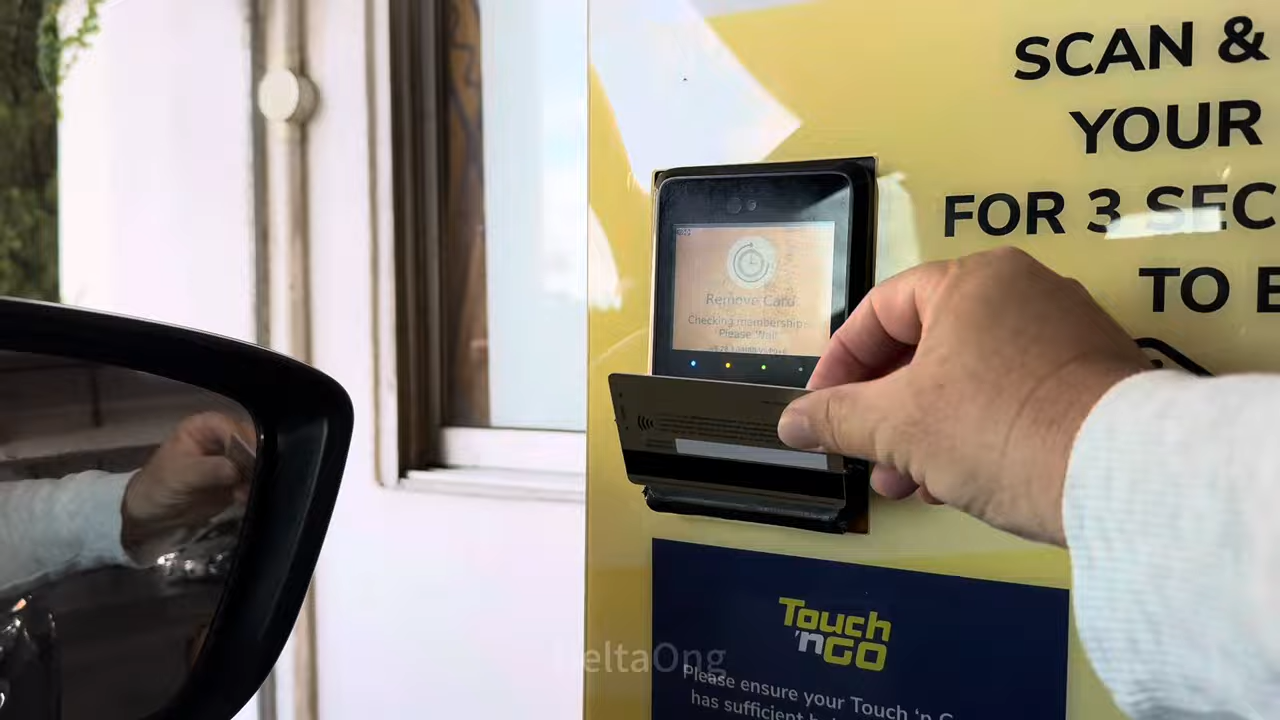 SCAN &
YOUR
FOR 3 SEC
TO
Remove Card
Checking membership
Please Wait
Touch
'nGO
Please ensure your Touch 'n G
has sufficient
eltaOng